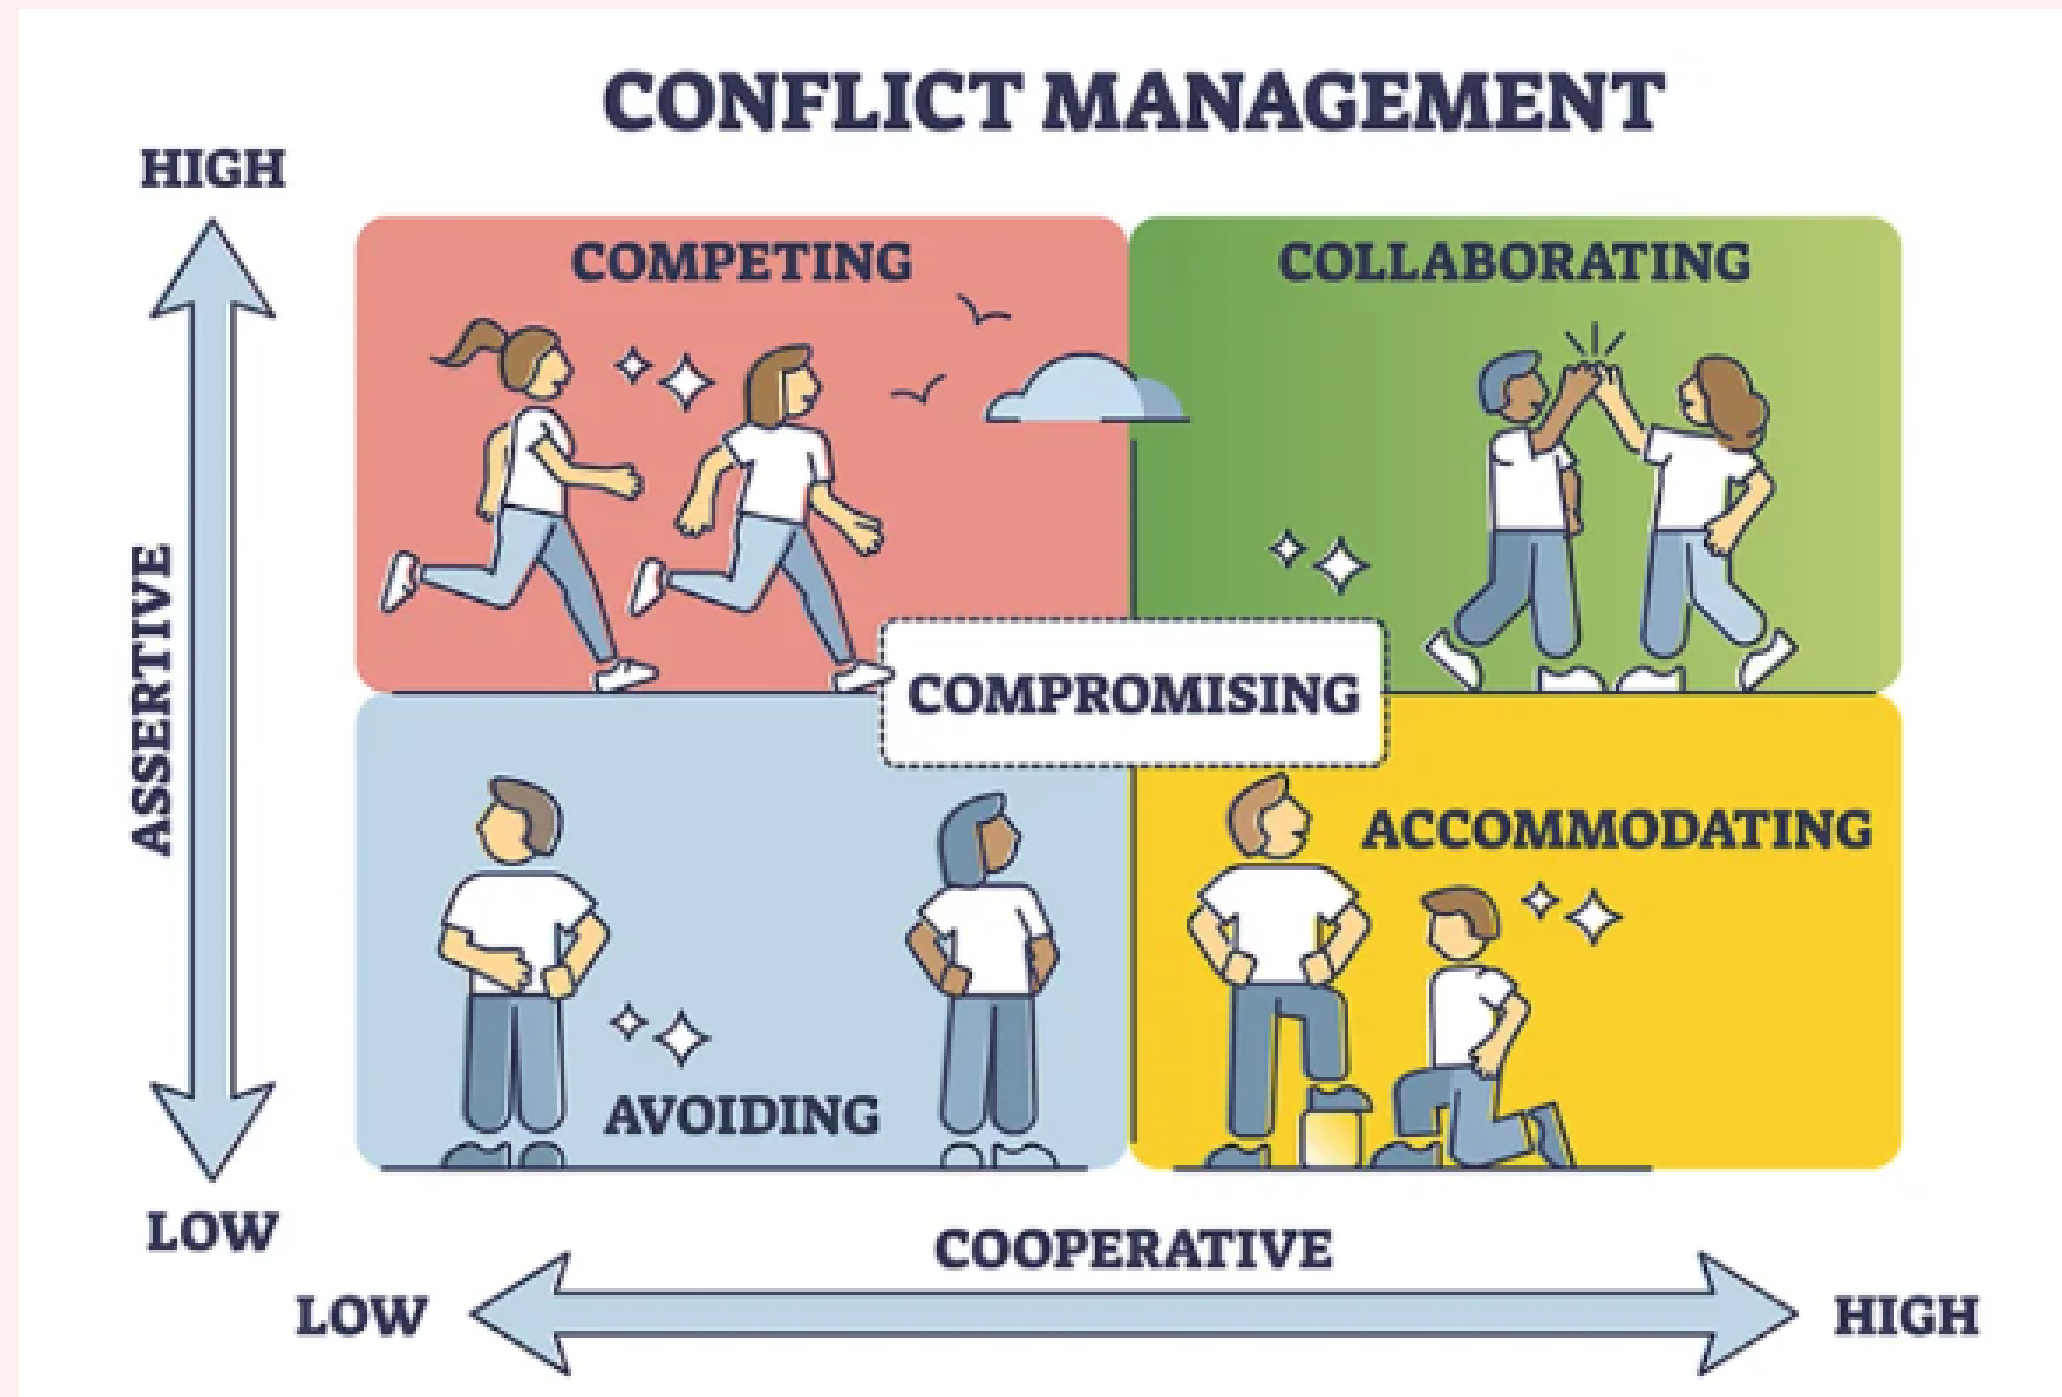 CONFLICT MANAGEMENT
HIGH
COMPETING
COLLABORATING
ASSERTIVE
COMPROMISING
ACCOMMODATING
AVOIDING
LOW
COOPERATIVE
LOW
HIGH